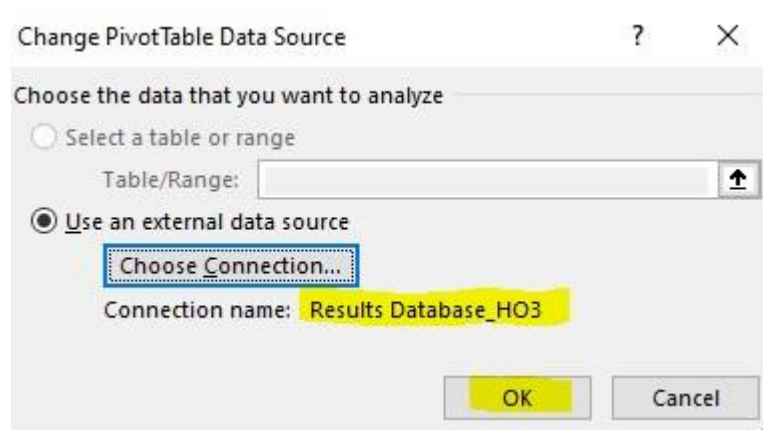 Change PivotTable Data Source ?
Choose the data that you want to analyze
Select a table or range
Table/Range:
Use an external data source
Choose Connection...
Connection name: Results Database_HO3
OK Cancel